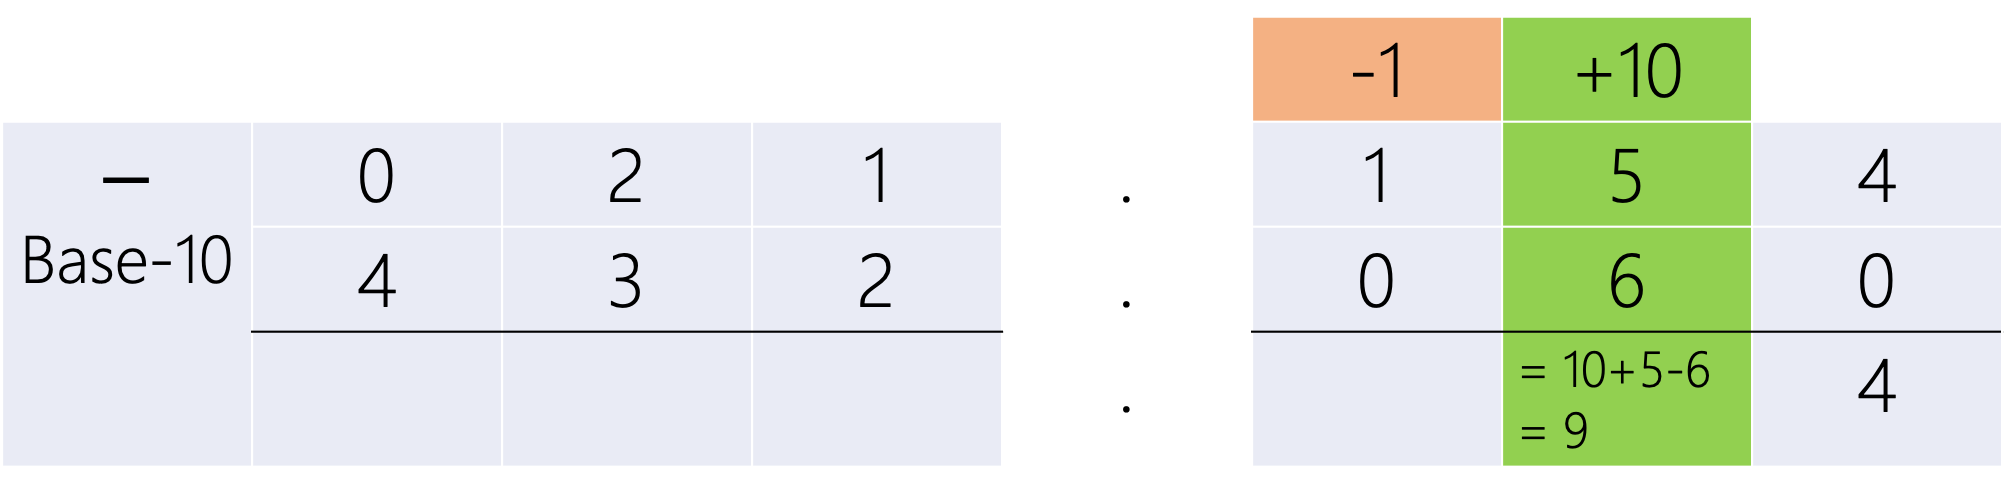 -1 +10
– 0 2 1 . 1 5 4
Base-10 4 3 2 . 0 6 0
. = 10+5-6 4
= 9